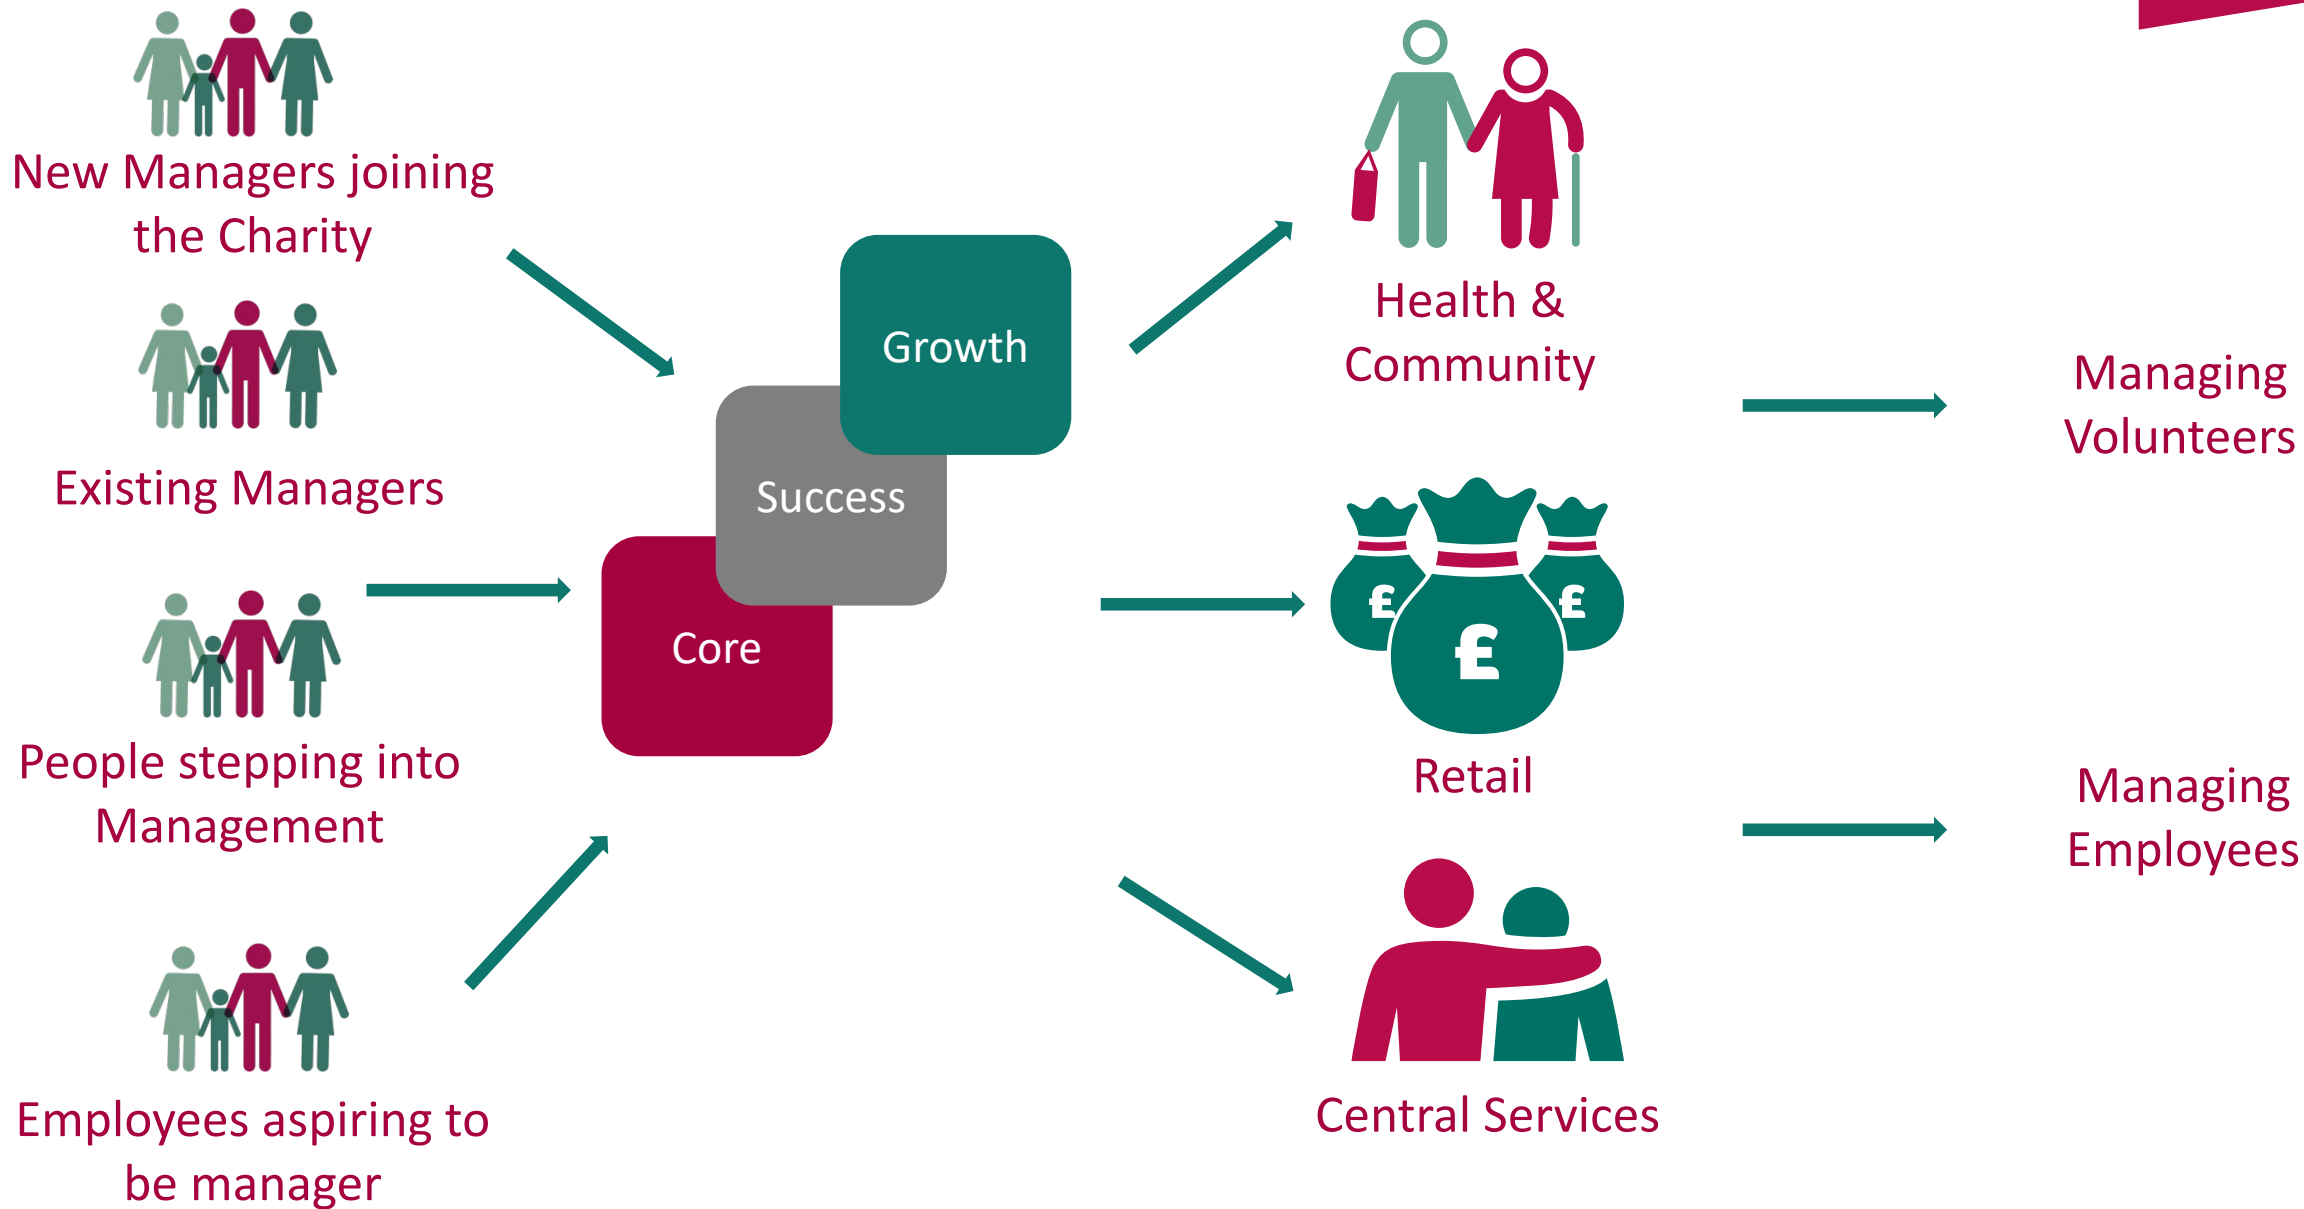 New Managers joining
the Charity
Existing Managers
People stepping into
Management
Employees aspiring to
be manager
Growth
Success
Core
Health &
Community
£
£
£
Retail
Central Services
Managing
Volunteers
Managing
Employees